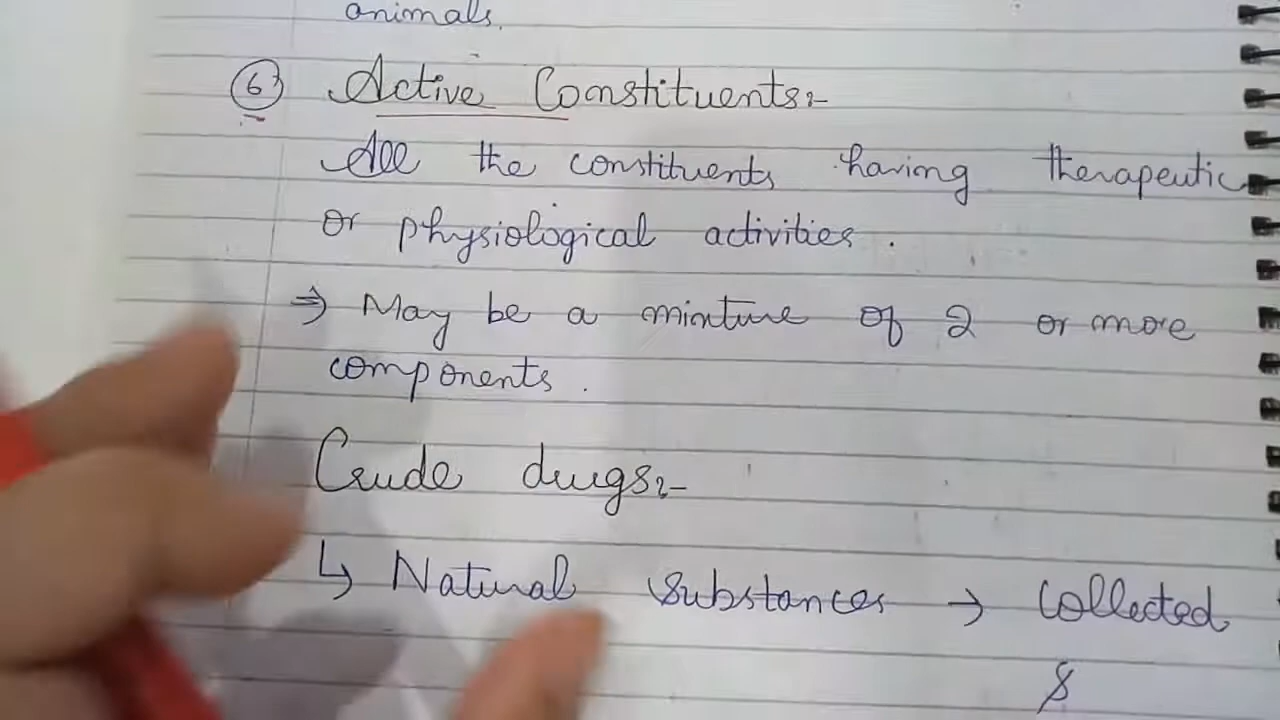 animals.
6 Active Constituents:-
All the constituents having therapeutic
or physiological activities.
⇒ May be a mixture of 2 or more
components.
Crude drugs:-
↳ Natural substances → Collected
&